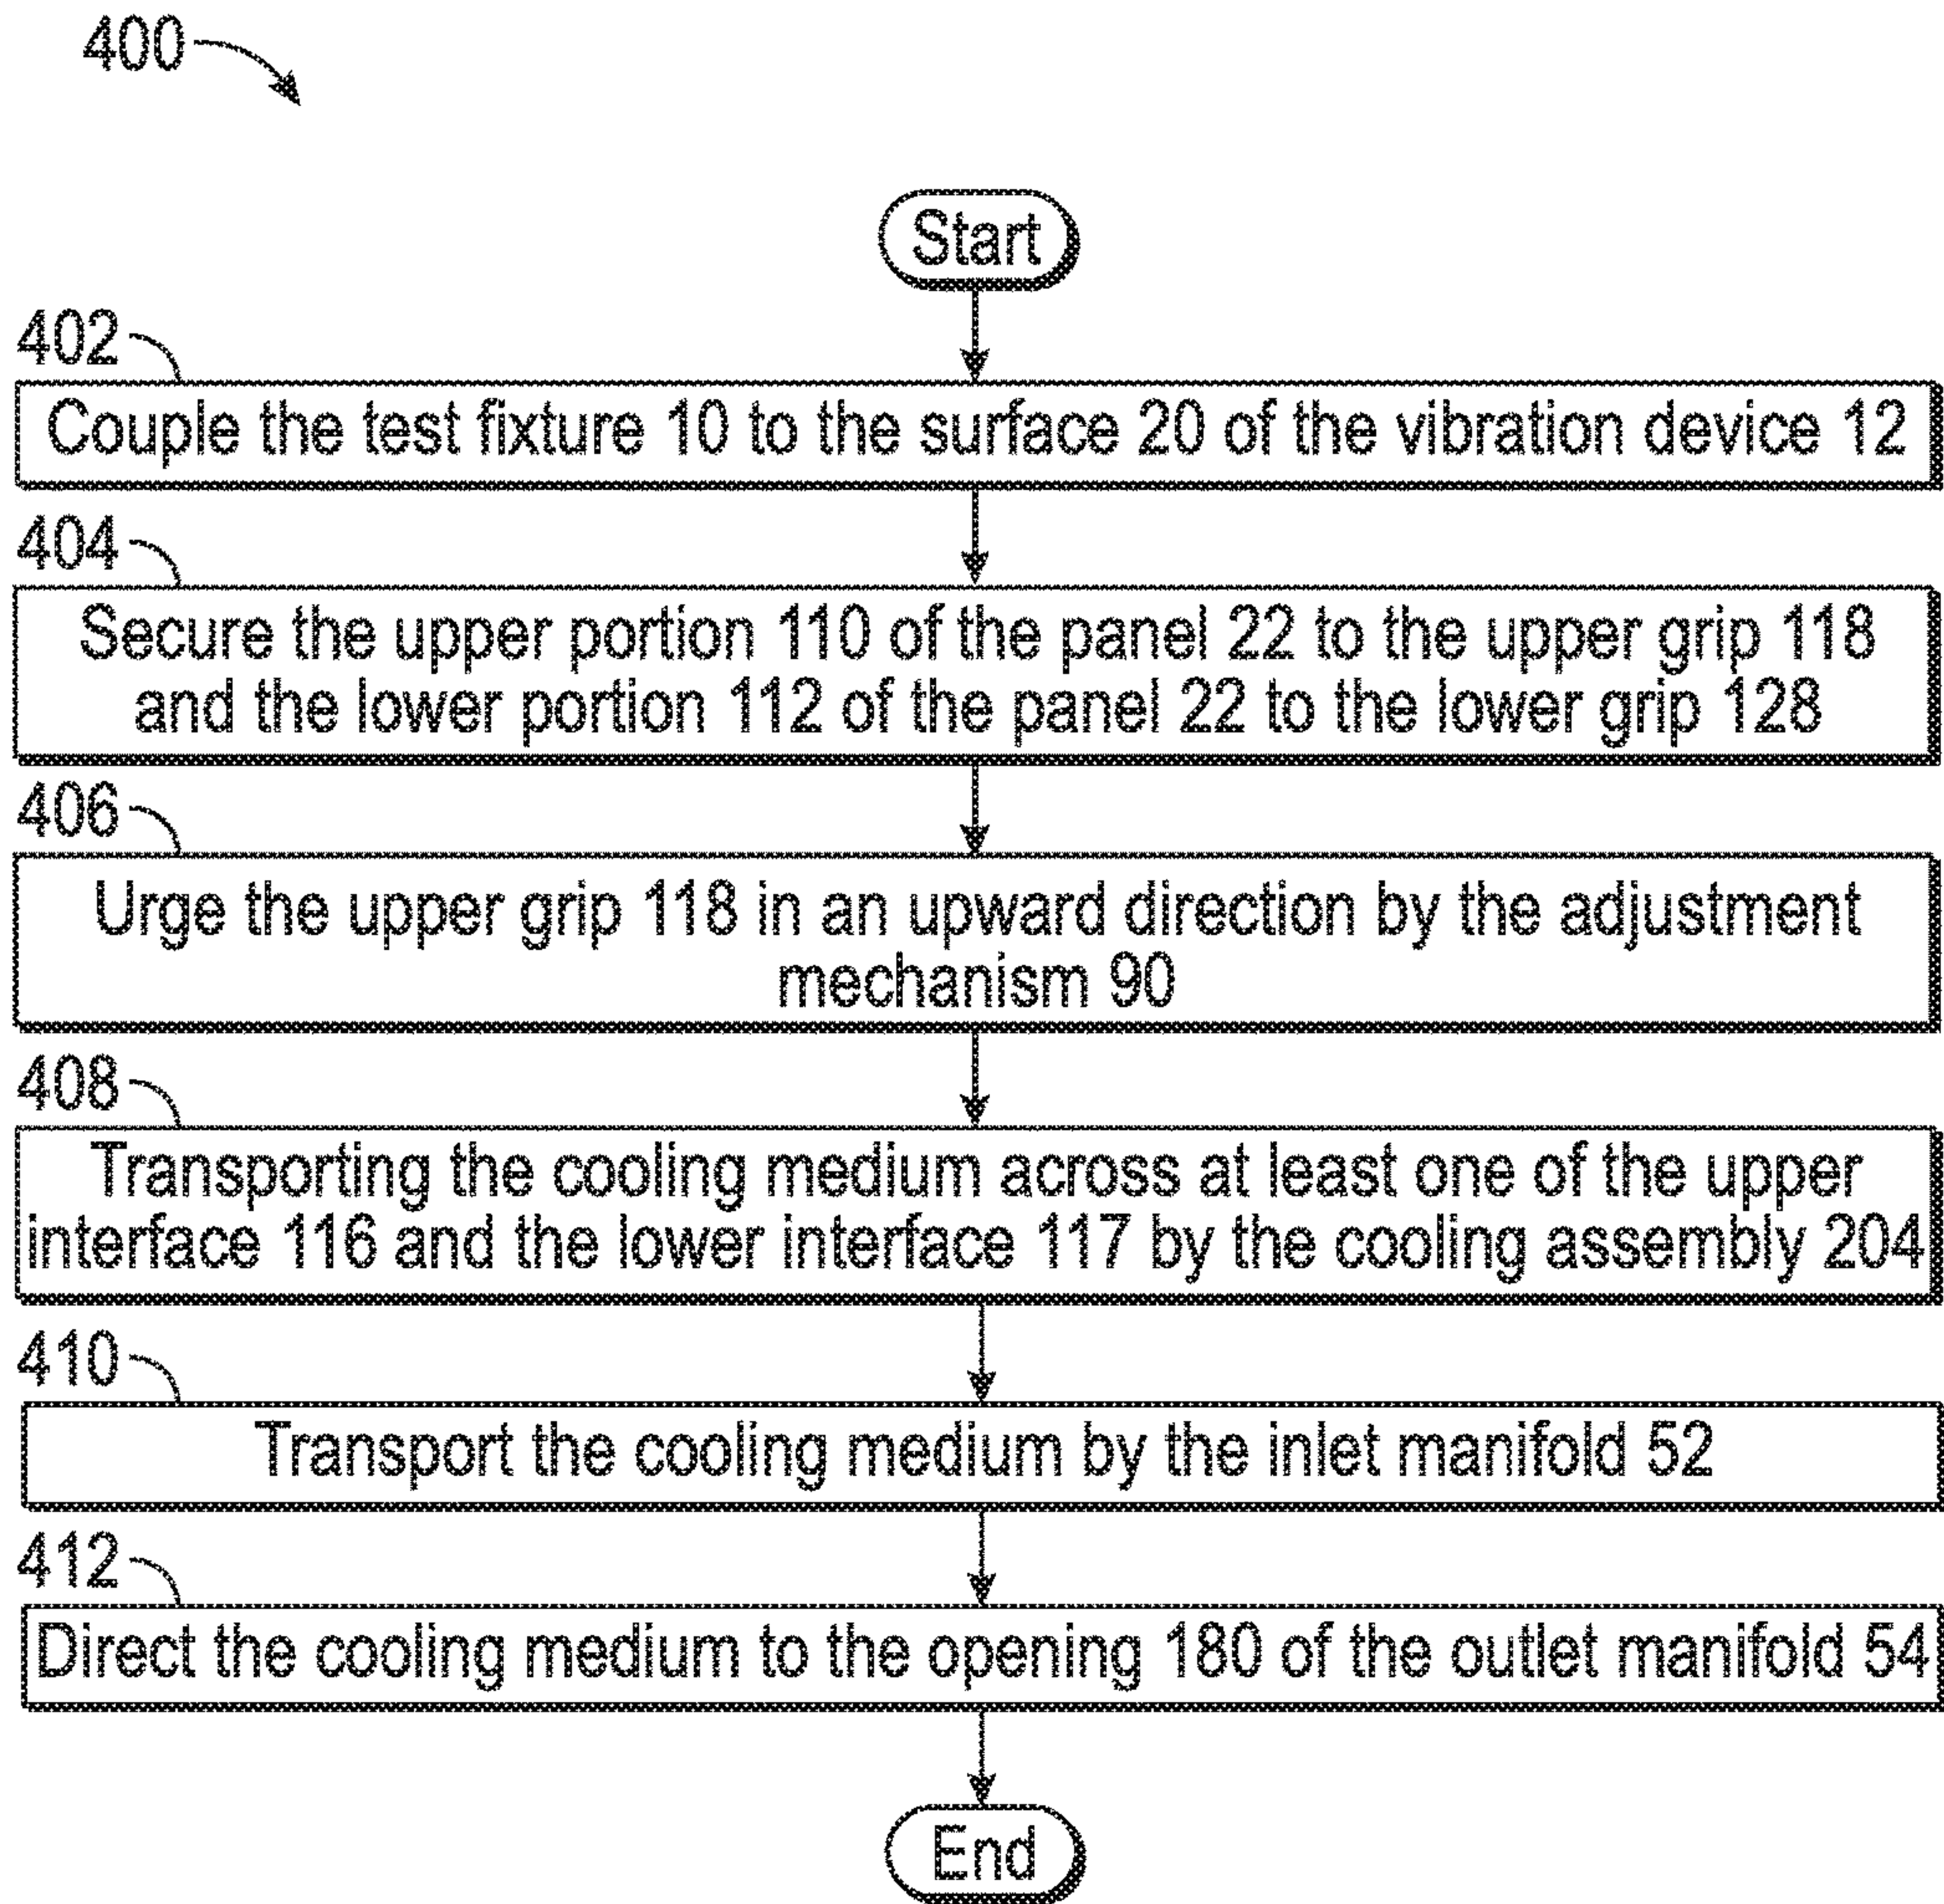 400
Start
402
Couple the test fixture 10 to the surface 20 of the vibration device 12
404
Secure the upper portion 110 of the panel 22 to the upper grip 118
and the lower portion 112 of the panel 22 to the lower grip 128
406
Urge the upper grip 118 in an upward direction by the adjustment
mechanism 90
408
Transporting the cooling medium across at least one of the upper
interface 116 and the lower interface 117 by the cooling assembly 204
410
Transport the cooling medium by the inlet manifold 52
412
Direct the cooling medium to the opening 180 of the outlet manifold 54
End